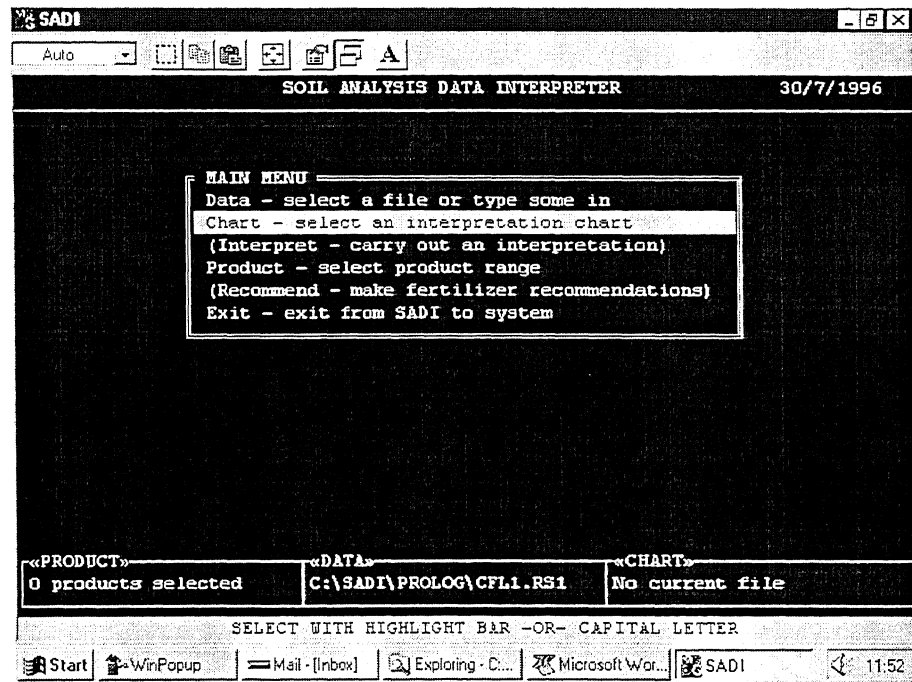 SADI
Auto
A
SOIL ANALYSIS DATA INTERPRETER 30/7/1996
MAIN MENU
Data - select a file or type some in
Chart - select an interpretation chart
(Interpret - carry out an interpretation)
Product - select product range
(Recommend - make fertilizer recommendations)
Exit - exit from SADI to system
«PRODUCT» «DATA» «CHART»
0 products selected C:\SADI\PROLOG\CFL1.RS1 No current file
SELECT WITH HIGHLIGHT BAR -OR- CAPITAL LETTER
Start WinPopup Mail - [Inbox] Exploring - C:... Microsoft Wor... SADI 11:52